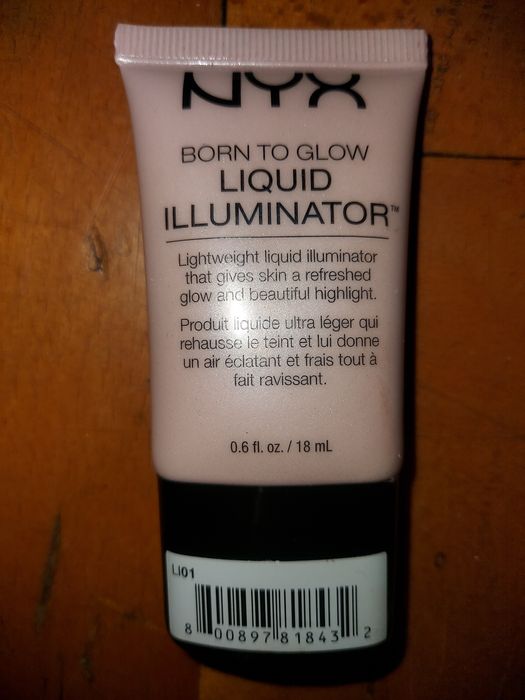 NYX
BORN TO GLOW
LIQUID
ILLUMINATOR™
Lightweight liquid illuminator
that gives skin a refreshed
glow and beautiful highlight.
Produit liquide ultra léger qui
rehausse le teint et lui donne
un air éclatant et frais tout à
fait ravissant.
0.6 fl. oz. / 18 mL
LI01
8 00897 81843 2